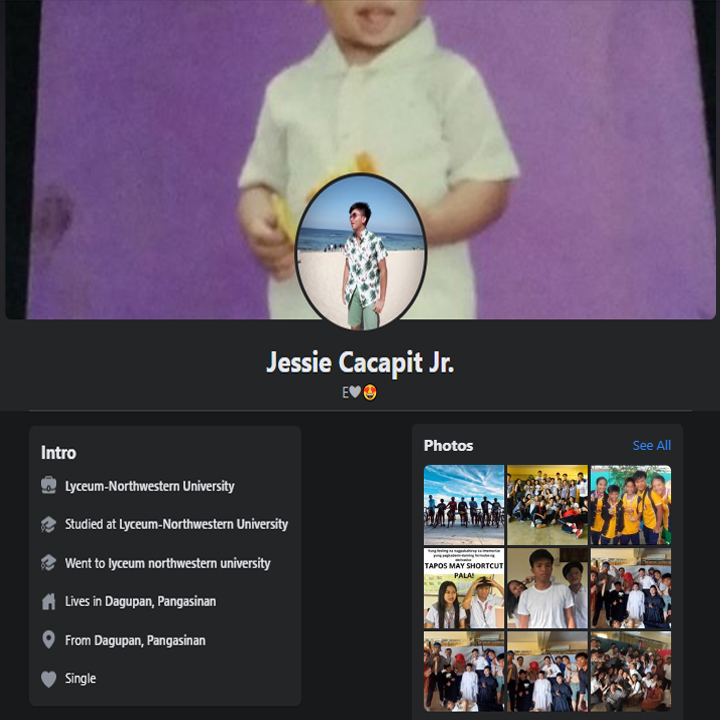 Jessie Cacapit Jr.
E🤍😍
Intro
Lyceum-Northwestern University
Studied at Lyceum-Northwestern University
Went to lyceum northwestern university
Lives in Dagupan, Pangasinan
From Dagupan, Pangasinan
Single
Photos
See All
TAPOS MAY SHORTCUT
PALA!